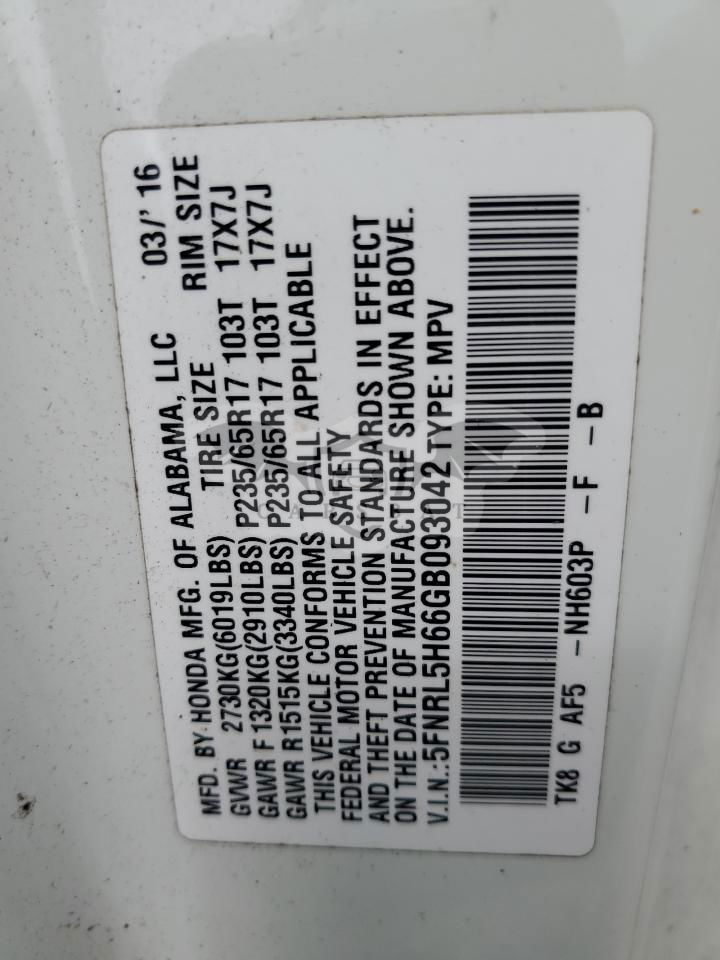 MFD. BY HONDA MFG. OF ALABAMA, LLC 03/'16
GVWR 2730KG(6019LBS) TIRE SIZE RIM SIZE
GAWR F 1320KG(2910LBS) P235/65R17 103T 17X7J
GAWR R1515KG(3340LBS) P235/65R17 103T 17X7J
THIS VEHICLE CONFORMS TO ALL APPLICABLE
FEDERAL MOTOR VEHICLE SAFETY
AND THEFT PREVENTION STANDARDS IN EFFECT
ON THE DATE OF MANUFACTURE SHOWN ABOVE.
V.I.N.:5FNRL5H66GB093042 TYPE: MPV
TK8 G AF5 -NH603P -F -B